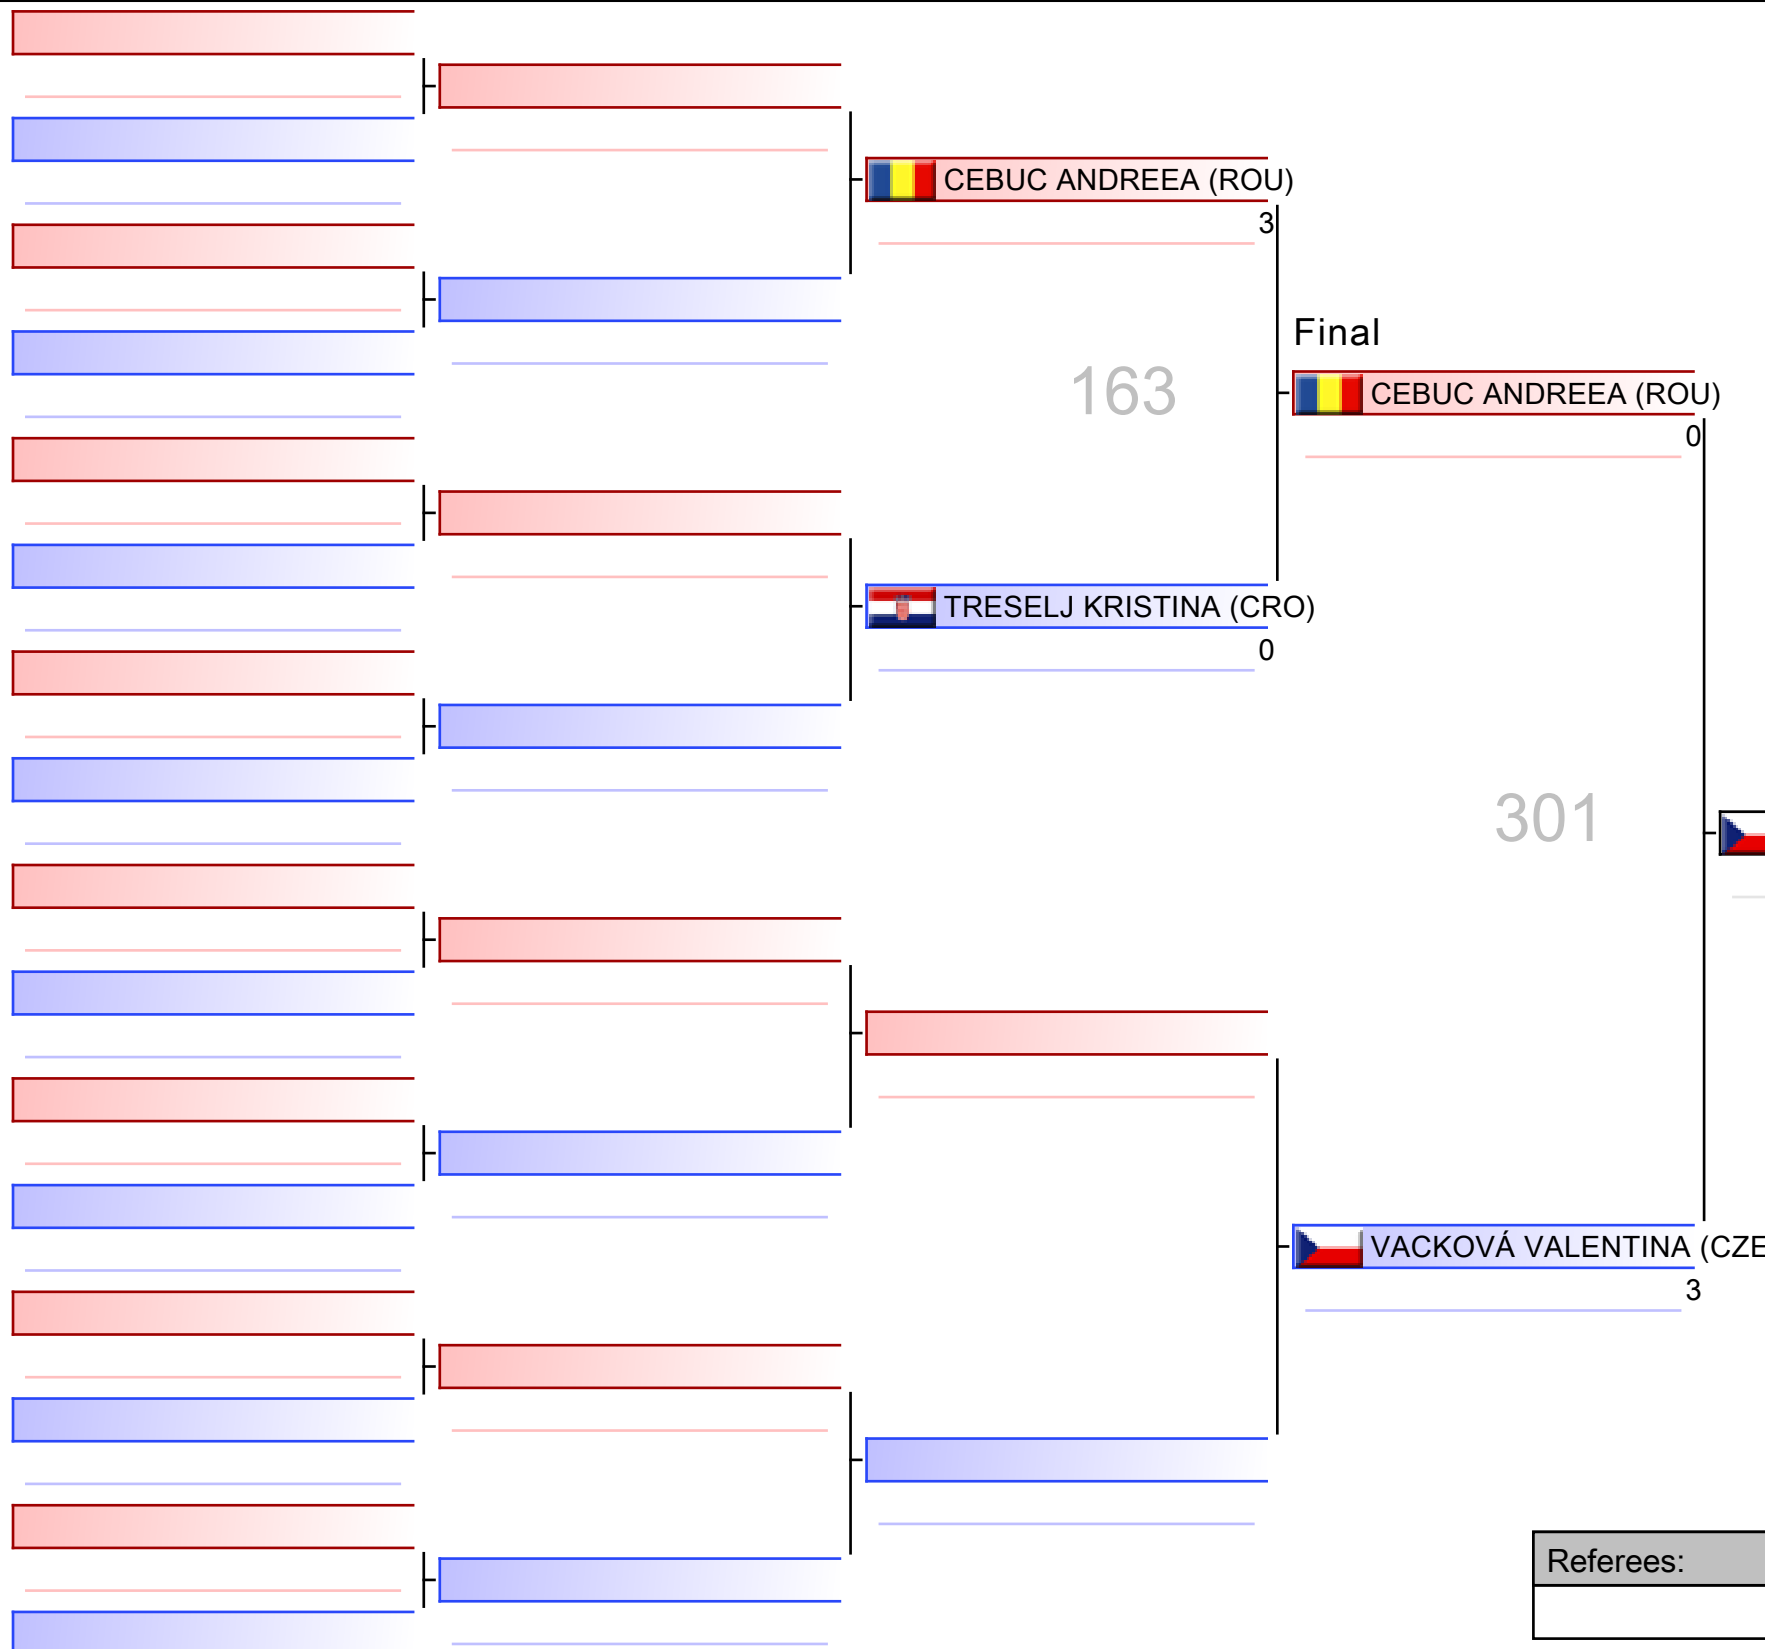 CEBUC ANDREEA (ROU)
3
Final
163
CEBUC ANDREEA (ROU)
0
TRESELJ KRISTINA (CRO)
0
301
VACKOVÁ VALENTINA (CZE
3
Referees: